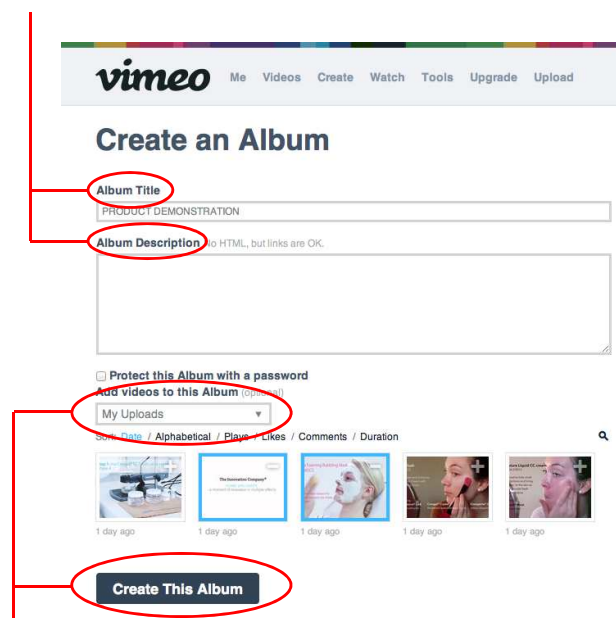 vimeo Me Videos Create Watch Tools Upgrade Upload
Create an Album
Album Title
PRODUCT DEMONSTRATION
Album Description No HTML, but links are OK.
Protect this Album with a password
Add videos to this Album (optional)
My Uploads
Sort: Date / Alphabetical / Plays / Likes / Comments / Duration
The Innovative Company®
1 day ago 1 day ago 1 day ago 1 day ago 1 day ago
Create This Album